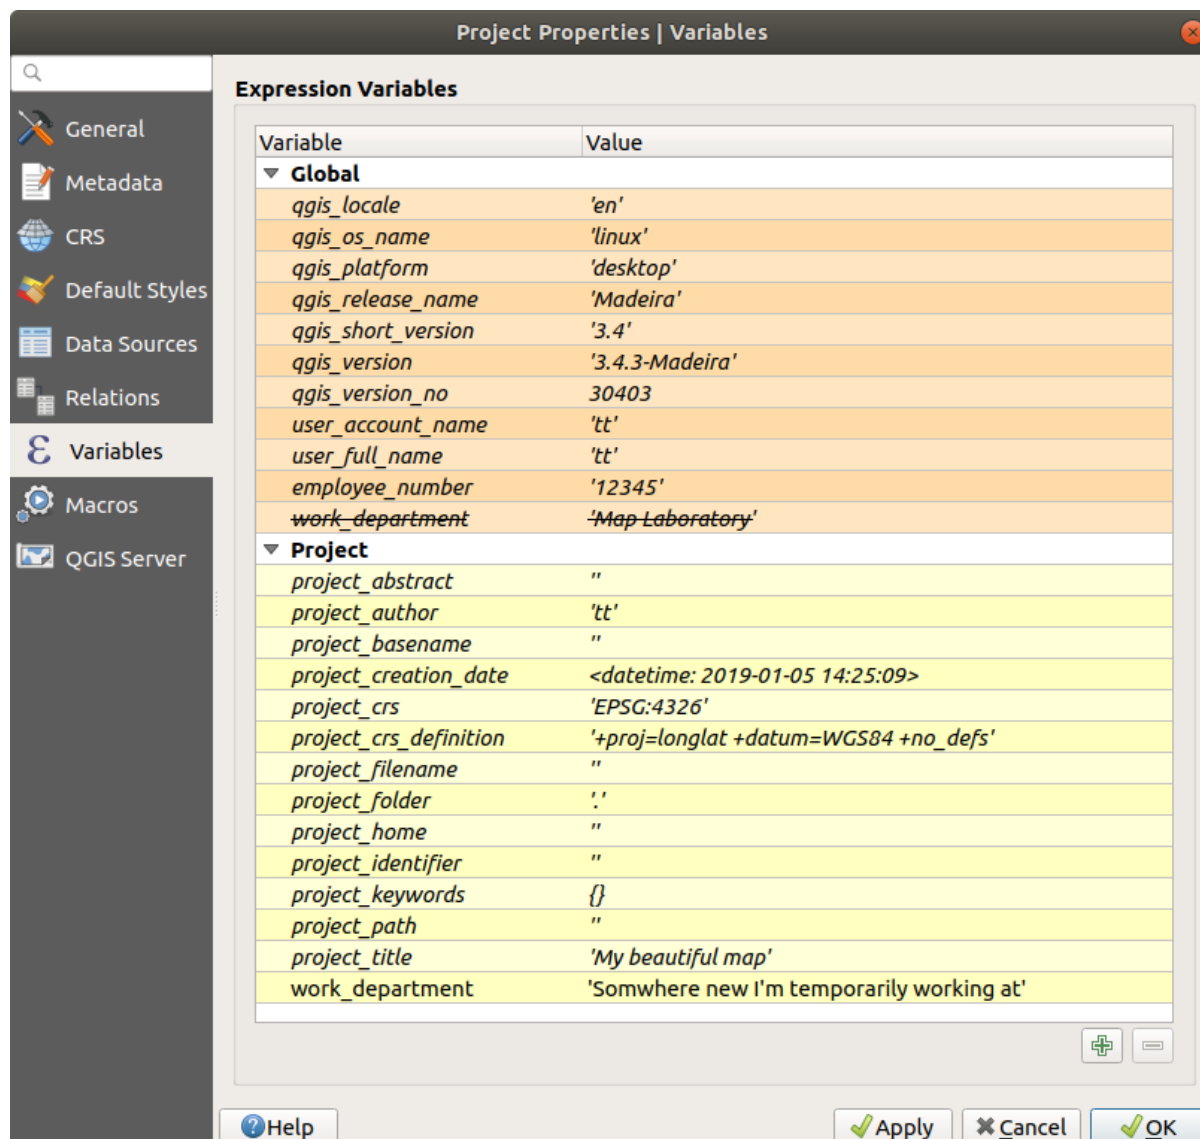 Project Properties | Variables
General
Metadata
CRS
Default Styles
Data Sources
Relations
Variables
Macros
QGIS Server
Expression Variables
Variable Value
Global
qgis_locale 'en'
qgis_os_name 'linux'
qgis_platform 'desktop'
qgis_release_name 'Madeira'
qgis_short_version '3.4'
qgis_version '3.4.3-Madeira'
qgis_version_no 30403
user_account_name 'tt'
user_full_name 'tt'
employee_number '12345'
work_department 'Map Laboratory'
Project
project_abstract ''
project_author 'tt'
project_basename ''
project_creation_date <datetime: 2019-01-05 14:25:09>
project_crs 'EPSG:4326'
project_crs_definition '+proj=longlat +datum=WGS84 +no_defs'
project_filename ''
project_folder '.'
project_home ''
project_identifier ''
project_keywords {}
project_path ''
project_title 'My beautiful map'
work_department 'Somwhere new I'm temporarily working at'
Help Apply Cancel OK